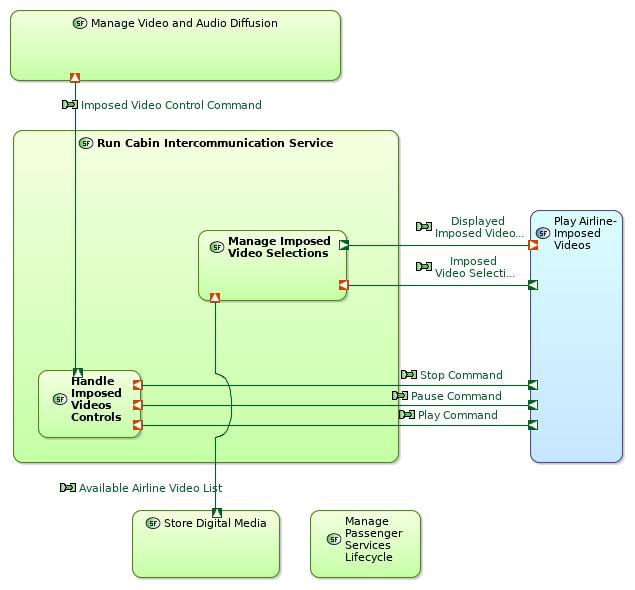 SF Manage Video and Audio Diffusion
Imposed Video Control Command
SF Run Cabin Intercommunication Service
SF Manage Imposed
Video Selections
Displayed
Imposed Video...
Imposed
Video Selecti...
SF Play Airline-
Imposed
Videos
SF Handle
Imposed
Videos
Controls
Stop Command
Pause Command
Play Command
Available Airline Video List
SF Store Digital Media
SF Manage
Passenger
Services
Lifecycle